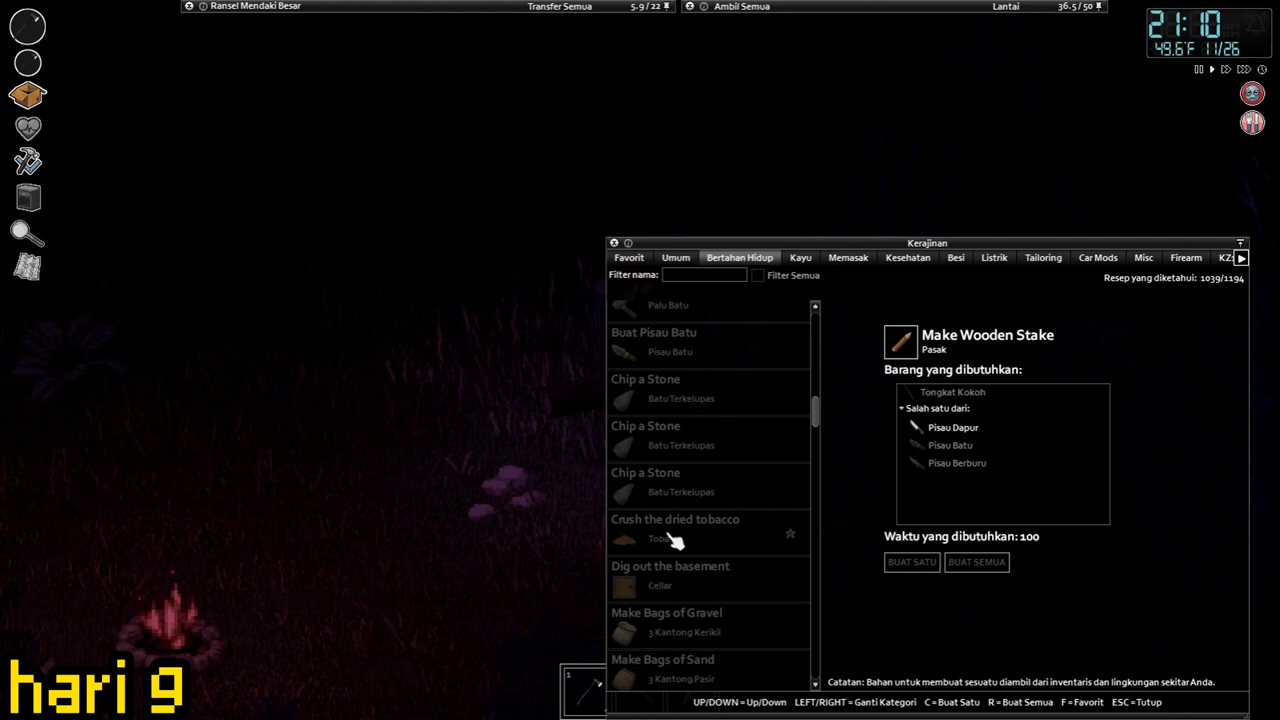 Ransel Mendaki Besar Transfer Semua 5.9 / 22
Ambil Semua Lantai 36.5 / 50
21:10
49.6°F 11/26
Kerajinan
Favorit Umum Bertahan Hidup Kayu Memasak Kesehatan Besi Listrik Tailoring Car Mods Misc Firearm
Filter nama: Filter Semua
Resep yang diketahui: 1039/1194
Palu Batu
Buat Pisau Batu
Pisau Batu
Chip a Stone
Batu Terkelupas
Chip a Stone
Batu Terkelupas
Chip a Stone
Batu Terkelupas
Crush the dried tobacco
Dig out the basement
Cellar
Make Bags of Gravel
3 Kantong Kerikil
Make Bags of Sand
3 Kantong Pasir
Make Wooden Stake
Pasak
Barang yang dibutuhkan:
Tongkat Kokoh
Salah satu dari:
Pisau Dapur
Pisau Batu
Pisau Berburu
Waktu yang dibutuhkan: 100
BUAT SATU BUAT SEMUA
Catatan: Bahan untuk membuat sesuatu diambil dari inventaris dan lingkungan sekitar Anda.
UP/DOWN = Up/Down LEFT/RIGHT = Ganti Kategori C = Buat Satu R = Buat Semua F = Favorit ESC = Tutup
1
hari 9